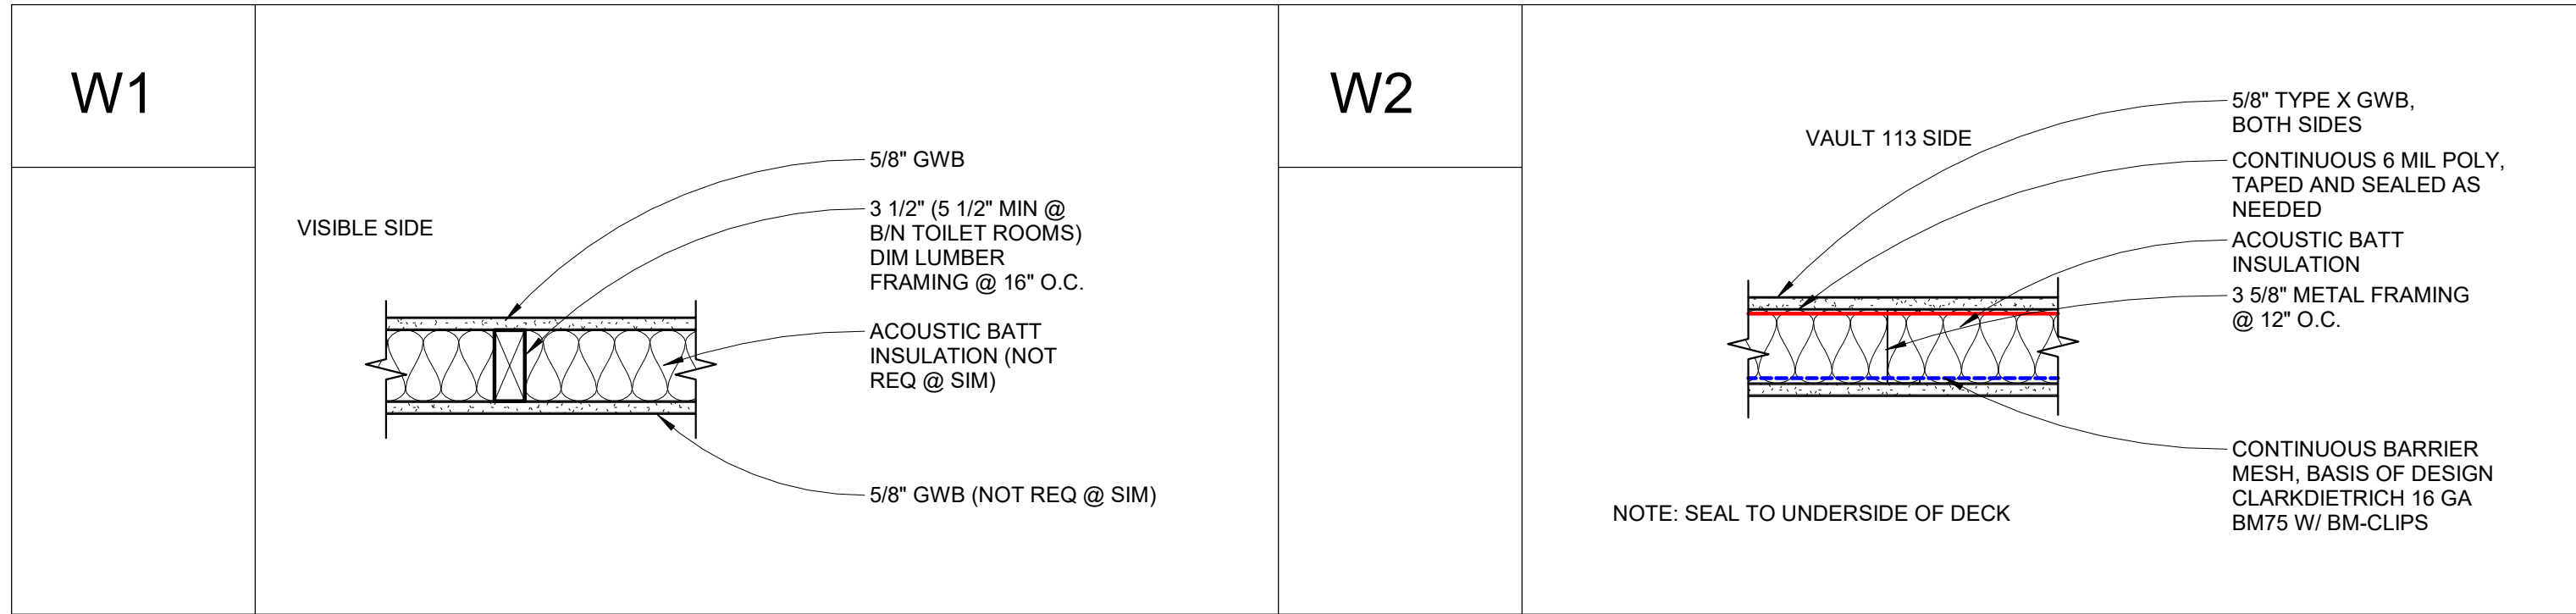 W1
VISIBLE SIDE
5/8" GWB
3 1/2" (5 1/2" MIN @
B/N TOILET ROOMS)
DIM LUMBER
FRAMING @ 16" O.C.
ACOUSTIC BATT
INSULATION (NOT
REQ @ SIM)
5/8" GWB (NOT REQ @ SIM)
W2
VAULT 113 SIDE
5/8" TYPE X GWB,
BOTH SIDES
CONTINUOUS 6 MIL POLY,
TAPED AND SEALED AS
NEEDED
ACOUSTIC BATT
INSULATION
3 5/8" METAL FRAMING
@ 12" O.C.
CONTINUOUS BARRIER
MESH, BASIS OF DESIGN
CLARKDIETRICH 16 GA
BM75 W/ BM-CLIPS
NOTE: SEAL TO UNDERSIDE OF DECK